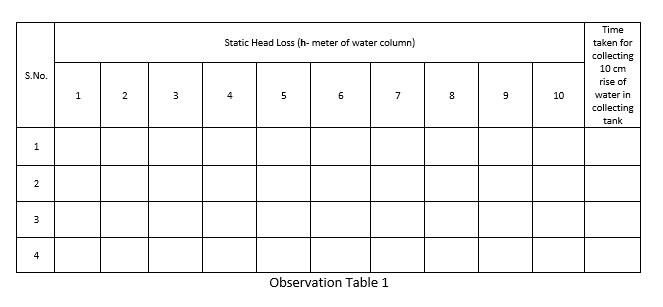 S.No.
Static Head Loss (h- meter of water column)
Time
taken for
collecting
10 cm
rise of
water in
collecting
tank
1 2 3 4 5 6 7 8 9 10
1
2
3
4
Observation Table 1